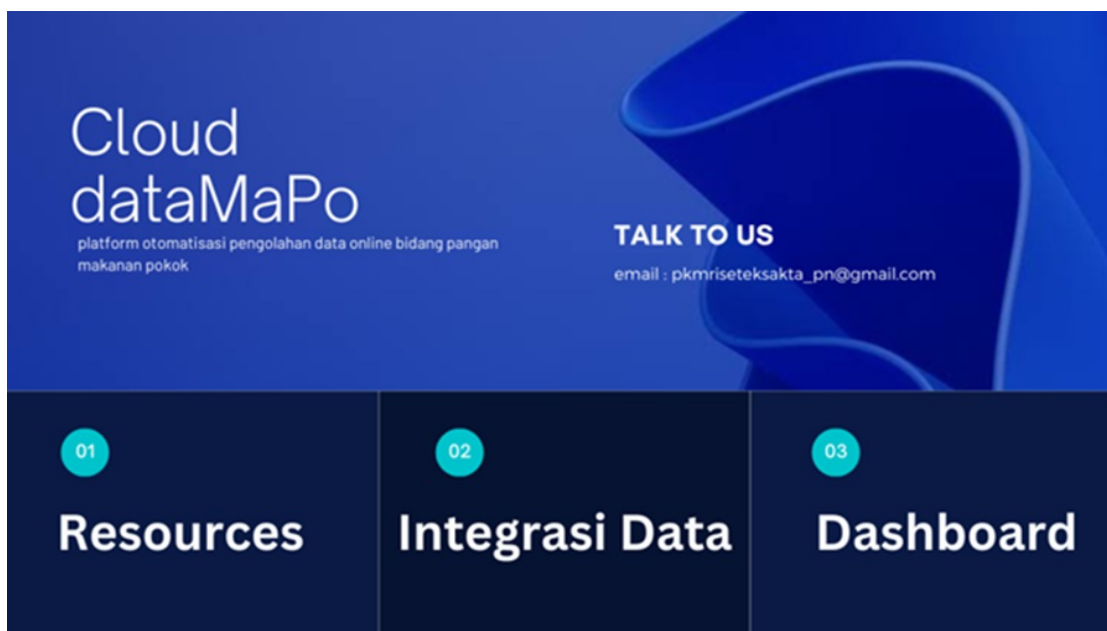 Cloud
dataMaPo
platform otomatisasi pengolahan data online bidang pangan
makanan pokok
TALK TO US
email : pkmriseteksakta_pn@gmail.com
01
Resources
02
Integrasi Data
03
Dashboard